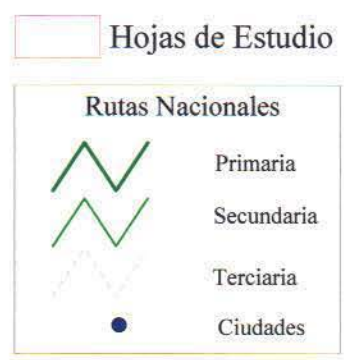 Hojas de Estudio
Rutas Nacionales
Primaria
Secundaria
Terciaria
Ciudades